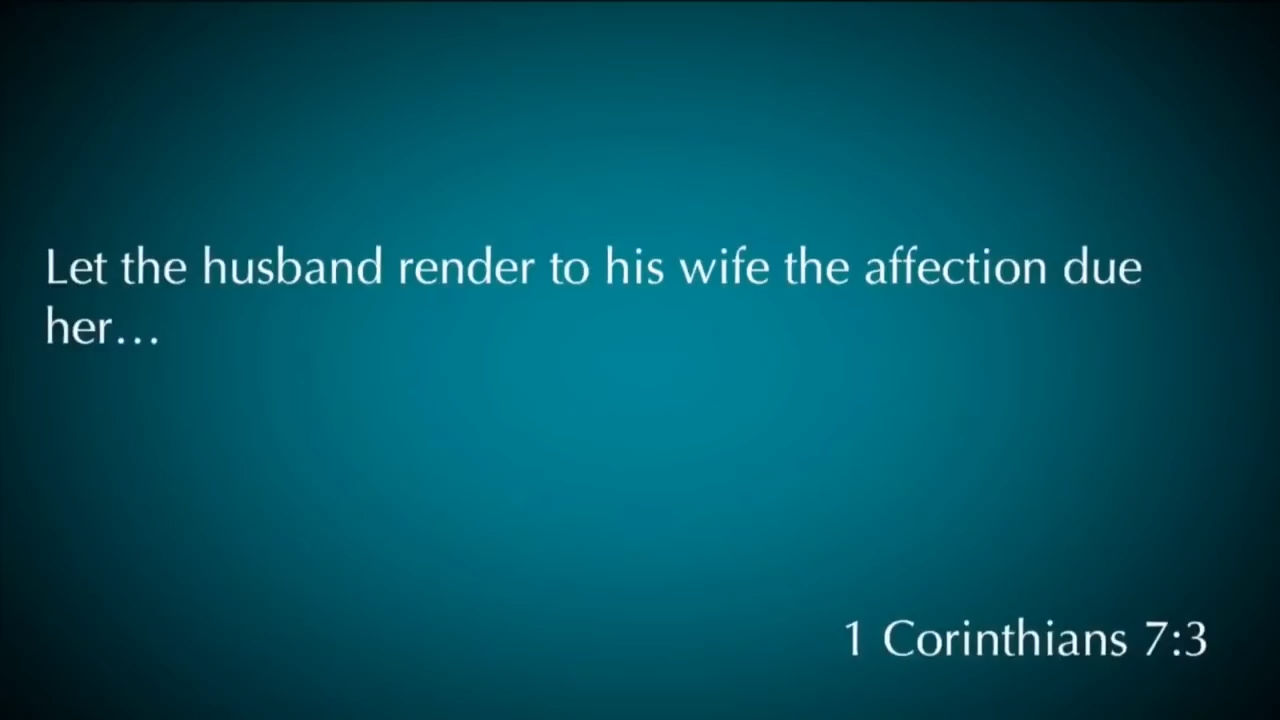 Let the husband render to his wife the affection due
her…
1 Corinthians 7:3